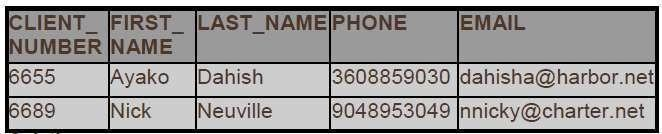 CLIENT_ FIRST_ LAST_NAME PHONE EMAIL
NUMBER NAME
6655 Ayako Dahish 3608859030 dahisha@harbor.net
6689 Nick Neuville 9048953049 nnicky@charter.net